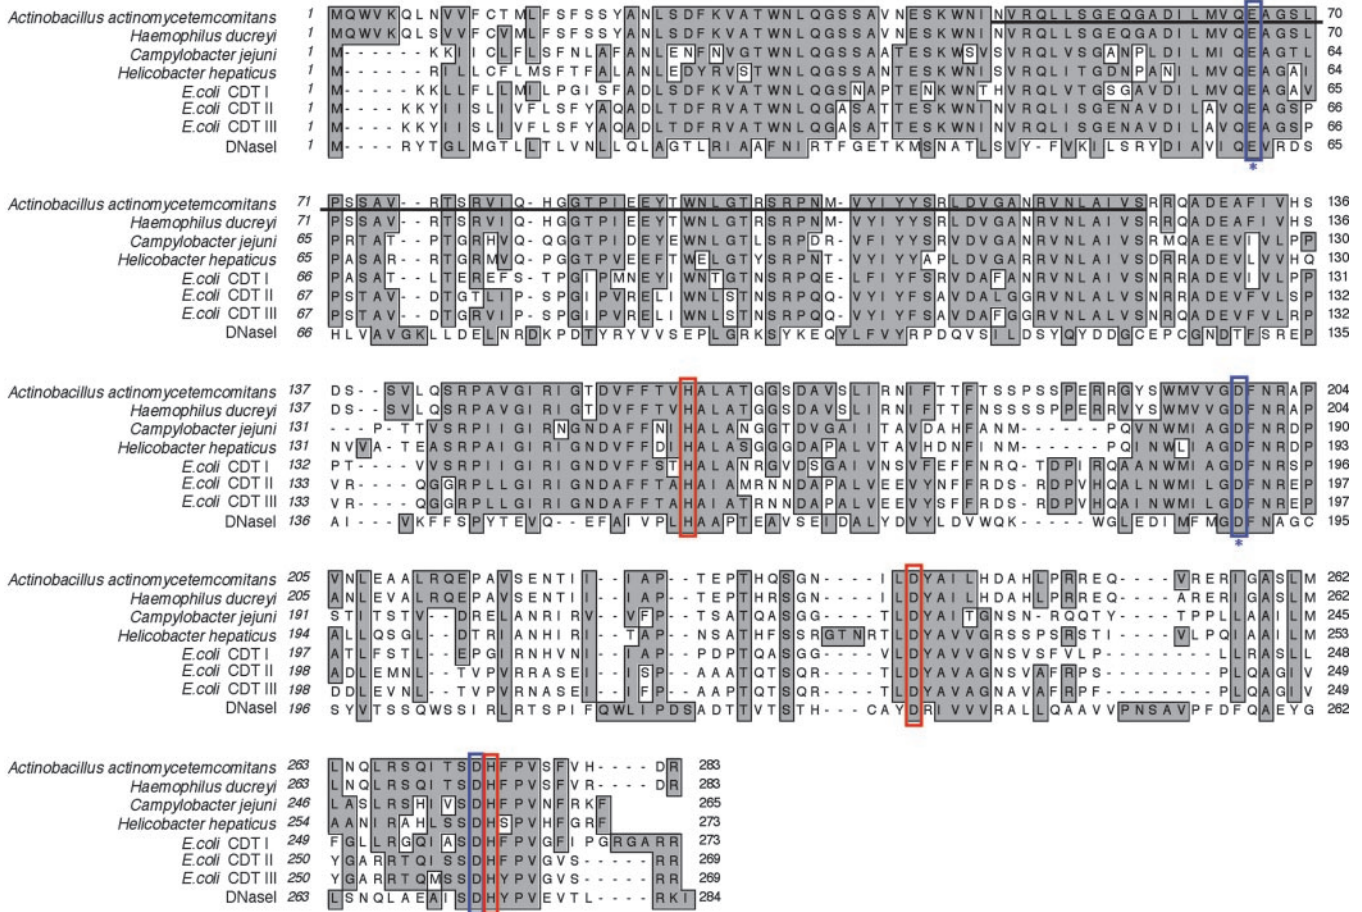 Actinobacillus actinomycetemcomitans 1 MQWVKQLNVVFCTMLFSFSSYANLSDFKVATWNLQGSSAVNESKWNINVRQLLSGEQGADILMVQEAGSL 70
Haemophilus ducreyi 1 MQWVKQLSVVFCVMLFSFSSYANLSDFKVATWNLQGSSAVNESKWNINVRQLLSGEQGADILMVQEAGSL 70
Campylobacter jejuni 1 M------KKIICLFLSFNLAFANLENFNVGTWNLQGSSAATESKWSVSVRQLVSGANPLDILMIQEAGTL 64
Helicobacter hepaticus 1 M------RILLCFLMSFTFALANLEDYRVSTWNLQGSSANTESKWNISVRQLITGDNPANILMVQEAGAI 64
E.coli CDT I 1 M-----KKLLFLLMILPGISFADLSDFKVATWNLQGSNAPTENKWNTHVRQLVTGSGAVDILMVQEAGAV 65
E.coli CDT II 1 M----KKYIISLIVFLSFYAQADLTDFRVATWNLQGASATTESKWNINVRQLISGENAVDILAVQEAGSP 66
E.coli CDT III 1 M----KKYIISLIVFLSFYAQADLTDFRVATWNLQGASATTESKWNINVRQLISGENAVDILAVQEAGSP 66
DNaseI 1 M----RYTGLMGTLLTLVNLLQLAGTLRIAAFNIRTFGETKMSNATLSVY-FVKILSRYDIAVIQEVRDS 65
*
Actinobacillus actinomycetemcomitans 71 PSSAV--RTSRVIQ-HGGTPIEEYTWNLGTRSRPNM-VYIYYSRLDVGANRVNLAIVSRRQADEAFIVHS 136
Haemophilus ducreyi 71 PSSAV--RTSRVIQ-HGGTPIEEYTWNLGTRSRPNM-VYIYYSRLDVGANRVNLAIVSRRQADEAFIVHS 136
Campylobacter jejuni 65 PRTAT--PTGRHVQ-QGGTPIDEYEWNLGTLSRPDR-VFIYYSRVDVGANRVNLAIVSRMQAEEVIVLPP 130
Helicobacter hepaticus 65 PASAR--RTGRMVQ-PGGTPVEEFTWELGTYSRPNT-VYIYYAPLDVGARRVNLAIVSDRRADEVLVVHQ 130
E.coli CDT I 66 PASAT--LTEREFS-TPGIPMNEYIWNTGTNSRPQE-LFIYFSRVDAFANRVNLAIVSNRRADEVIVLPP 131
E.coli CDT II 67 PSTAV--DTGTLIP-SPGIPVRELIWNLSTNSRPQQ-VYIYFSAVDALGGRVNLALVSNRRADEVFVLSP 132
E.coli CDT III 67 PSTAV--DTGRVIP-SPGIPVRELIWNLSTNSRPQQ-VYIYFSAVDAFGGRVNLALVSNRQADEVFVLRP 132
DNaseI 66 HLVAVGKLLDELNRDKPDTYRYVVSEPLGRKSYKEQYLFVYRPDQVSILDSYQYDDGCEPCGNDTFSREP 135
Actinobacillus actinomycetemcomitans 137 DS--SVLQSRPAVGIRIGTDVFFTVHALATGGSDAVSLIRNIFTTFTSSPSSPERRGYSWMVVGDFNRAP 204
Haemophilus ducreyi 137 DS--SVLQSRPAVGIRIGTDVFFTVHALATGGSDAVSLIRNIFTTFNSSSSSPERRVYSWMVVGDFNRAP 204
Campylobacter jejuni 131 ---P-TTVSRPIIGIRNGNDAFFNIHALANGGTDVGAIITAVDAHFANM------PQVNWMIAGDFNRDP 190
Helicobacter hepaticus 131 NVVA-TEASRPAIGIRIGNDVFFNIHALASGGGDAPALVTAVHDNFINM------PQINWLIAGDFNRDP 193
E.coli CDT I 132 PT----VVSRPIIGIRIGNDVFFSTHALANRGVDSGAIVNSVFEFFNRQ-TDPIRQAANWMIAGDFNRSP 196
E.coli CDT II 133 VR----QGGRPLLGIRIGNDAFFTAHAIAMRNNDAPALVEEVYNFFRDS-RDPVHQALNWMILGDFNREP 197
E.coli CDT III 133 VR----QGGRPLLGIRIGNDAFFTAHAIATRNNDAPALVEEVYSFFRDS-RDPVHQAINWMILGDFNREP 197
DNaseI 136 AI---VKFFSPYTEVQ--EFAIVPLHAAPTEAVSEIDALYDVYLDVWQK-----WGLEDIMFMGDFNAGC 195
*
Actinobacillus actinomycetemcomitans 205 VNLEAALRQEPAVSENTII--IAP--TEPTHQSGN----ILDYAILHDAHLPRREQ----VRERIGASLM 262
Haemophilus ducreyi 205 ANLEVALRQEPAVSENTII--IAP--TEPTHQSGN----ILDYAILHDAHLPRREQ----ARERIGASLM 262
Campylobacter jejuni 191 STITSTV--DRELANRIRV--VFP--TSATQASGG----TLDYAITGNSN-RQQTY----TPPLLAAILM 245
Helicobacter hepaticus 194 ALLQSGL--DTRIANHIRI--TAP--NSATHFSSRGTNRTLDYAVVGRSSPSRSTI----VLPQIAAILM 253
E.coli CDT I 197 ATLFSTL--EPGIRNHVNI--IAP--PDPTQASGG----VLDYAVVGNSVSFVLP------LLRASLL 248
E.coli CDT II 198 ADLEMNL--TVPVRRASEI--ISP--AAATQTSQR----TLDYAVAGNSVAFRPS------PLQAGIV 249
E.coli CDT III 198 DDLEVNL--TVPVRNASEI--IFP--AAPTQTSQR----TLDYAVAGNAVAFRPF------PLQAGIV 249
DNaseI 196 SYVTSSQWSSIRLRTSPIFQWLIPDSADTTVTSTH---CAYDRIVVVRALLQAAVVPNSAVPFDFQAEYG 262
Actinobacillus actinomycetemcomitans 263 LNQLRSQITSDHFPVSFVH----DR 283
Haemophilus ducreyi 263 LNQLRSQITSDHFPVSFVR----DR 283
Campylobacter jejuni 246 LASLRSHIVSDHFPVNFRKF 265
Helicobacter hepaticus 254 AANIRAHLSSDHSPVHFGRF 273
E.coli CDT I 249 FGLLRGQIASDHFPVGFIPGRGARR 273
E.coli CDT II 250 YGARRTQISSDHFPVGVS-----RR 269
E.coli CDT III 250 YGARRTQMSSDHFPVGVS-----RR 269
DNaseI 263 LSNQLAEAISDHYPVEVTL----RKI 284